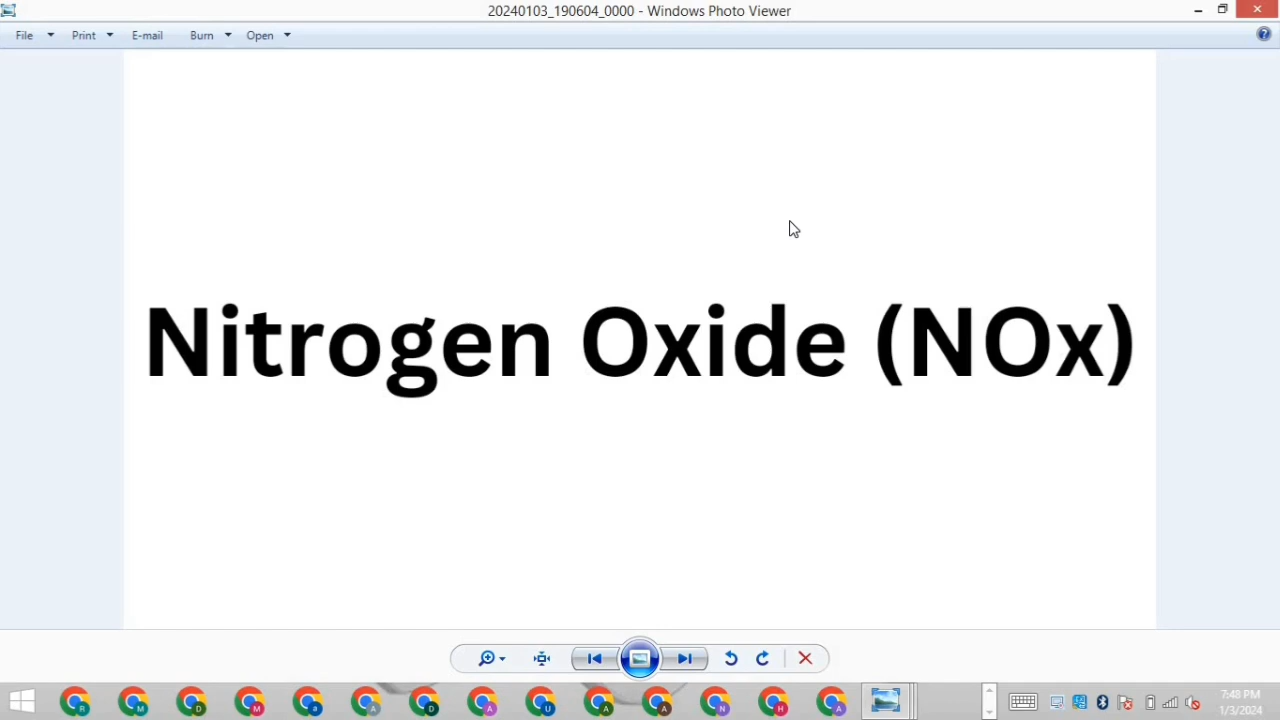 20240103_190604_0000 - Windows Photo Viewer
File Print E-mail Burn Open
Nitrogen Oxide (NOx)
R M D M D U A N H A
7:48 PM
1/3/2024